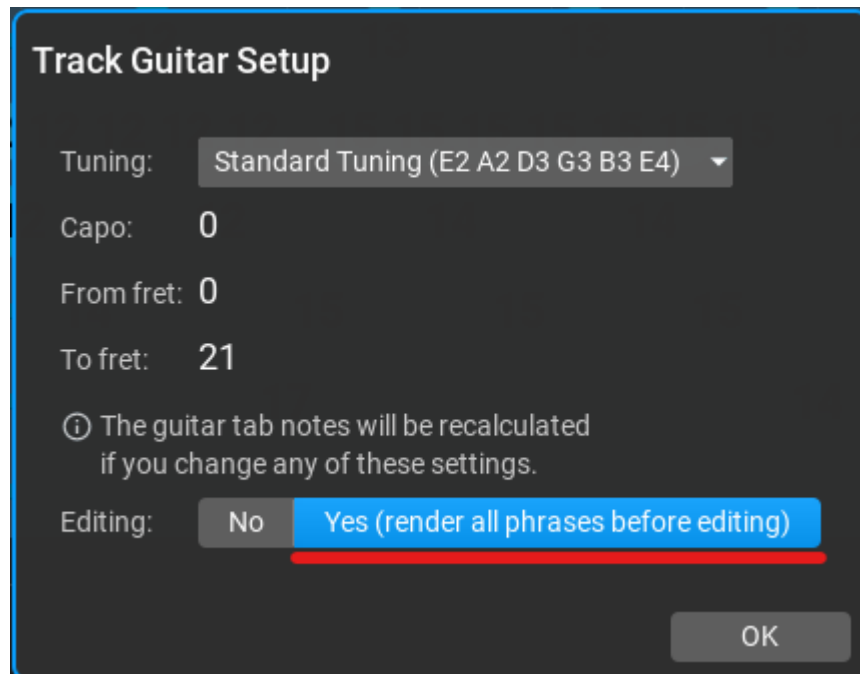 Track Guitar Setup
Tuning: Standard Tuning (E2 A2 D3 G3 B3 E4)
Capo: 0
From fret: 0
To fret: 21
The guitar tab notes will be recalculated
if you change any of these settings.
Editing: No Yes (render all phrases before editing)
OK